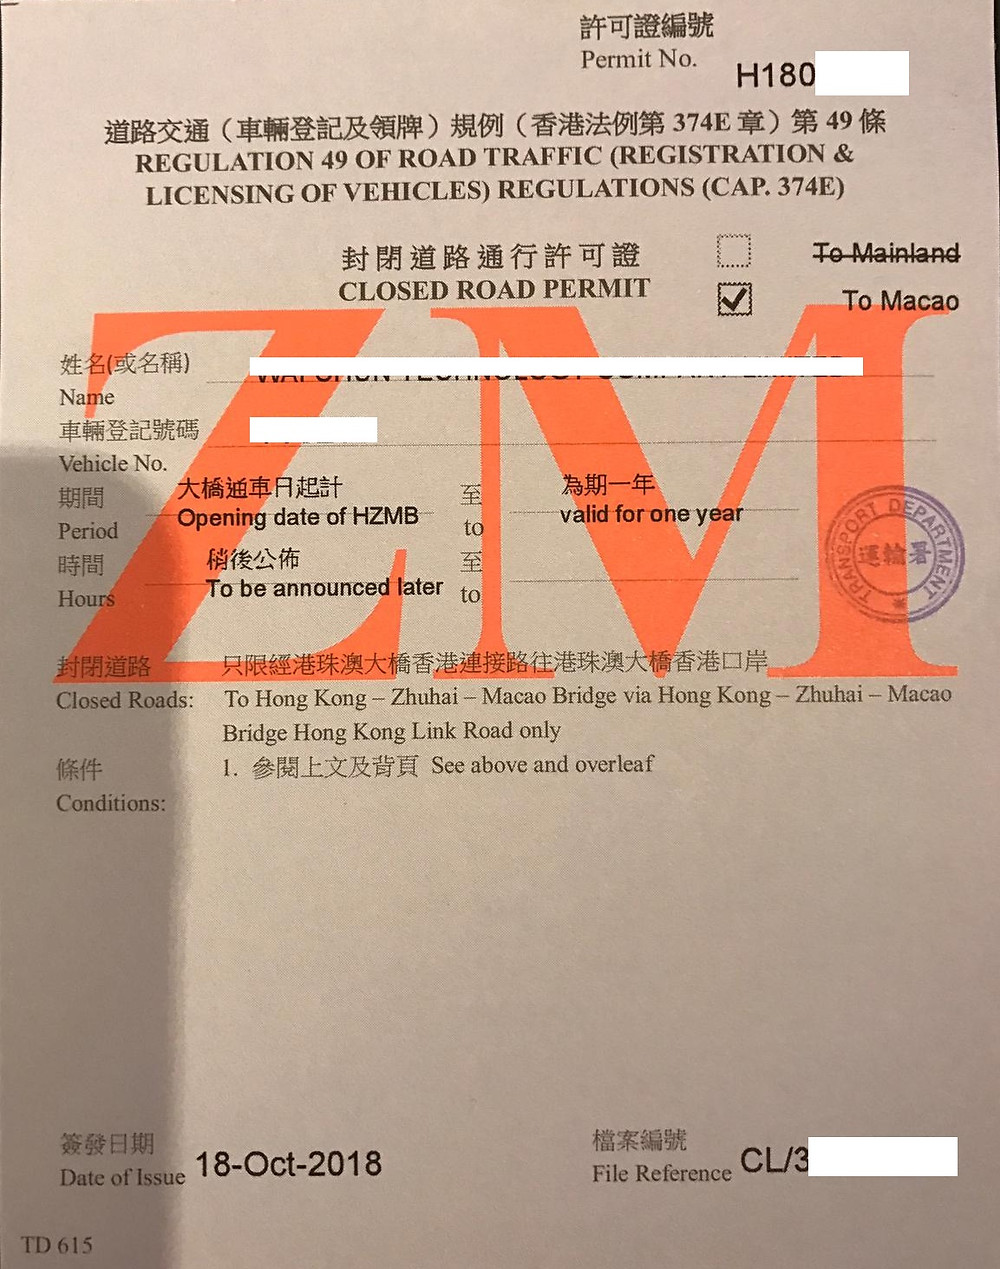 許可證編號
Permit No.
H180
道路交通（車輛登記及領牌）規例（香港法例第 374E 章）第 49 條
REGULATION 49 OF ROAD TRAFFIC (REGISTRATION &
LICENSING OF VEHICLES) REGULATIONS (CAP. 374E)
封閉道路通行許可證
CLOSED ROAD PERMIT
To Mainland
To Macao
ZM
姓名(或名稱)
Name
車輛登記號碼
Vehicle No.
期間 大橋通車日起計 至 為期一年
Period Opening date of HZMB to valid for one year
時間 稍後公佈 至
Hours To be announced later to
TRANSPORT DEPARTMENT
運輸署
封閉道路 只限經港珠澳大橋香港連接路往港珠澳大橋香港口岸
Closed Roads: To Hong Kong – Zhuhai – Macao Bridge via Hong Kong – Zhuhai – Macao
Bridge Hong Kong Link Road only
條件 1. 參閱上文及背頁 See above and overleaf
Conditions:
簽發日期
Date of Issue 18-Oct-2018
檔案編號
File Reference CL/3
TD 615